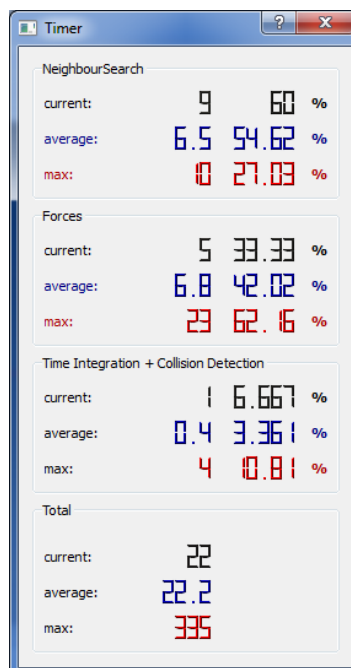 Timer
?
NeighbourSearch
current: 9 60 %
average: 6.5 54.62 %
max: 10 27.03 %
Forces
current: 5 33.33 %
average: 6.8 42.02 %
max: 23 62.16 %
Time Integration + Collision Detection
current: 1 6.667 %
average: 0.4 3.361 %
max: 4 10.81 %
Total
current: 22
average: 22.2
max: 335